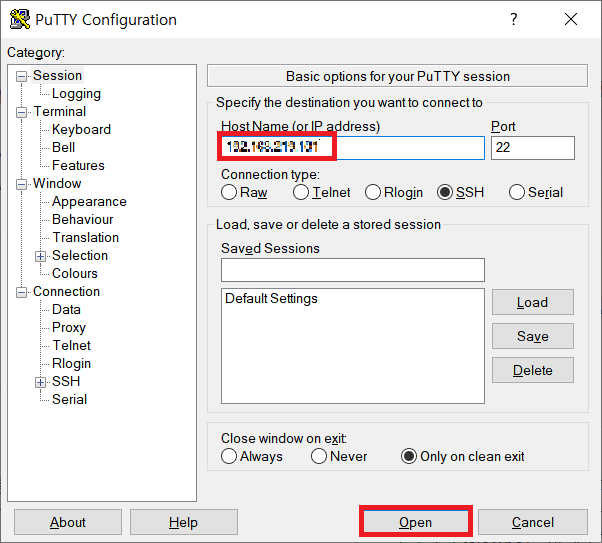 PuTTY Configuration
?
Category:
Session
Logging
Terminal
Keyboard
Bell
Features
Window
Appearance
Behaviour
Translation
Selection
Colours
Connection
Data
Proxy
Telnet
Rlogin
SSH
Serial
Basic options for your PuTTY session
Specify the destination you want to connect to
Host Name (or IP address) Port
22
Connection type:
Raw Telnet Rlogin SSH Serial
Load, save or delete a stored session
Saved Sessions
Default Settings
Load
Save
Delete
Close window on exit:
Always Never Only on clean exit
About Help Open Cancel